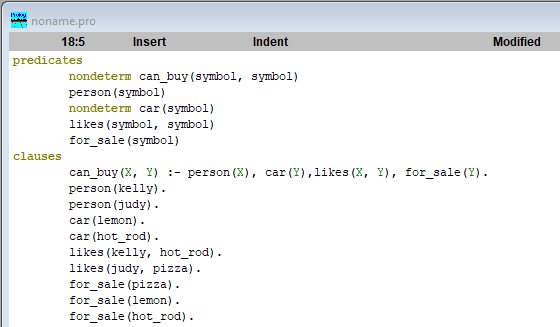 noname.pro
18:5 Insert Indent Modified
predicates
nondeterm can_buy(symbol, symbol)
person(symbol)
nondeterm car(symbol)
likes(symbol, symbol)
for_sale(symbol)
clauses
can_buy(X, Y) :- person(X), car(Y),likes(X, Y), for_sale(Y).
person(kelly).
person(judy).
car(lemon).
car(hot_rod).
likes(kelly, hot_rod).
likes(judy, pizza).
for_sale(pizza).
for_sale(lemon).
for_sale(hot_rod).